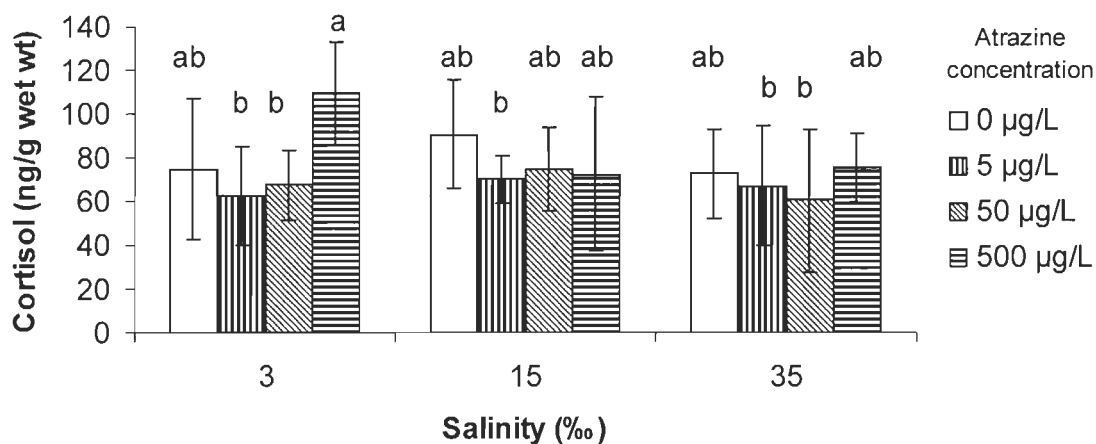 140
120
100
80
60
40
20
0
Cortisol (ng/g wet wt)
ab
b
b
a
ab
b
ab
ab
ab
b
b
ab
3
15
35
Salinity (‰)
Atrazine
concentration
0 µg/L
5 µg/L
50 µg/L
500 µg/L